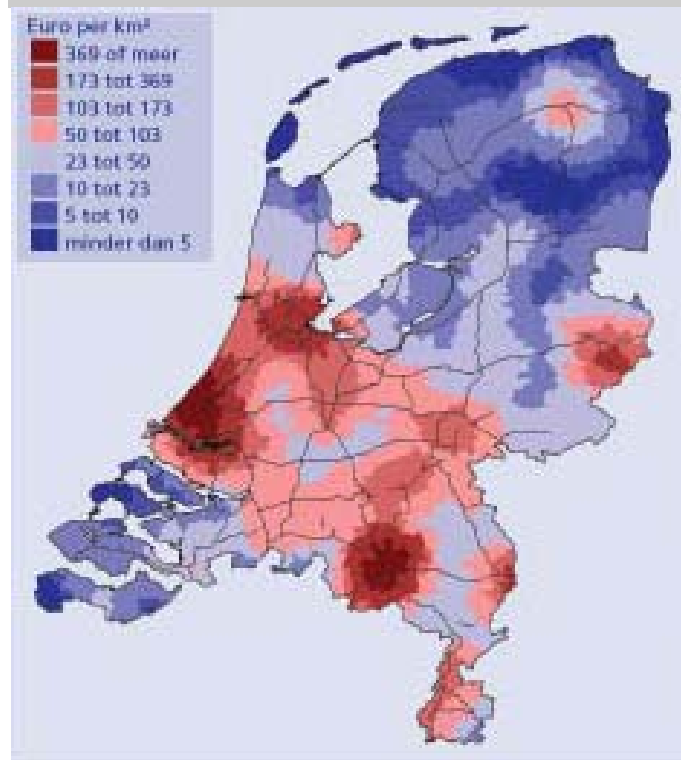 Euro per km²
369 of meer
173 tot 369
103 tot 173
50 tot 103
23 tot 50
10 tot 23
5 tot 10
minder dan 5